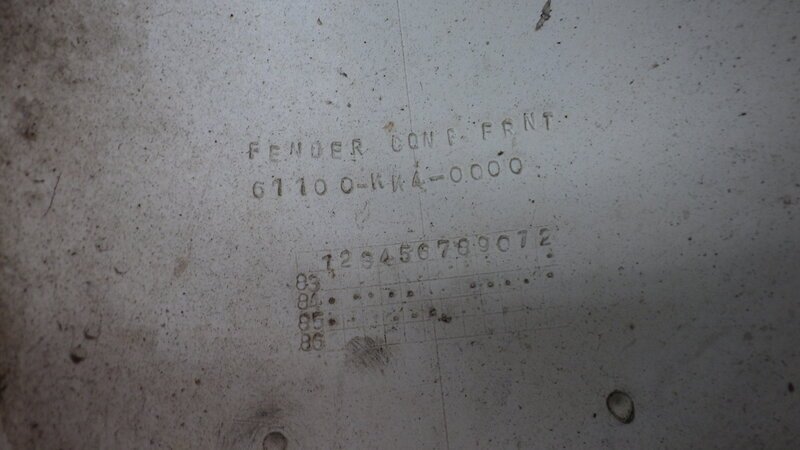 FENDER COMP FRNT
61100-KK4-0000
123456789012
83
84
85
86